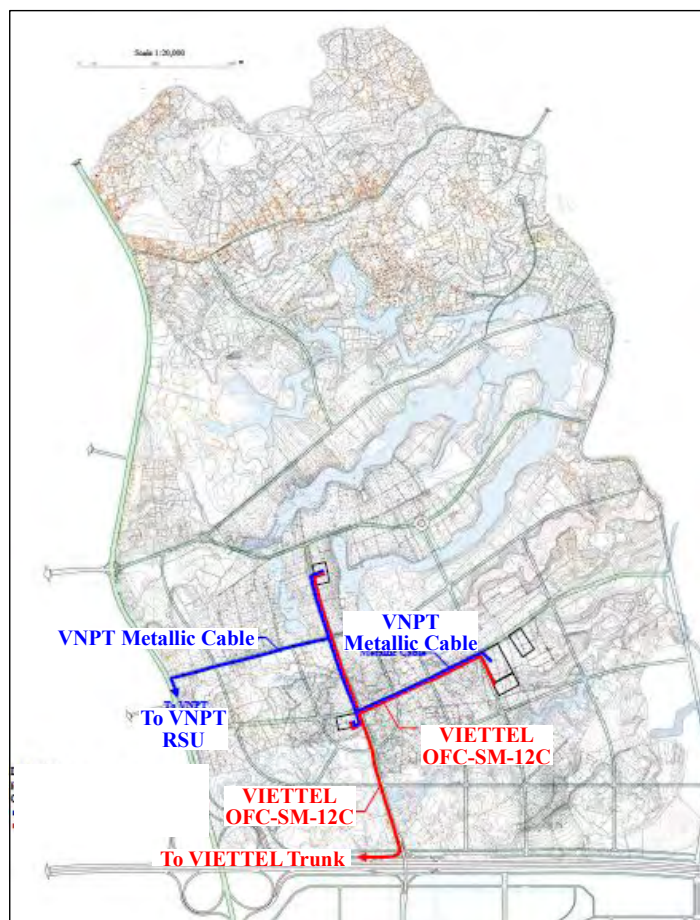 Scale 1:20,000
VNPT
Metallic Cable
VNPT Metallic Cable
To VNPT
RSU
VIETTEL
OFC-SM-12C
VIETTEL
OFC-SM-12C
To VIETTEL Trunk